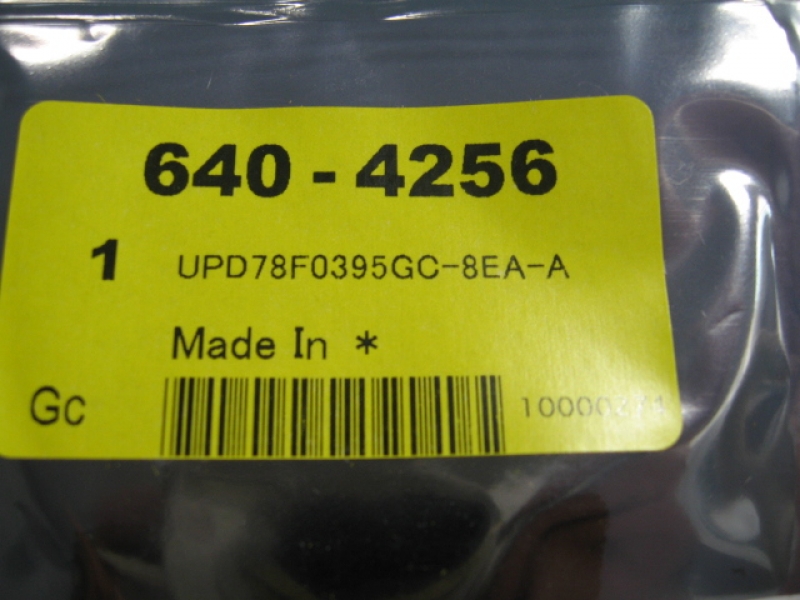 640 - 4256
1 UPD78F0395GC-8EA-A
Made In *
Gc